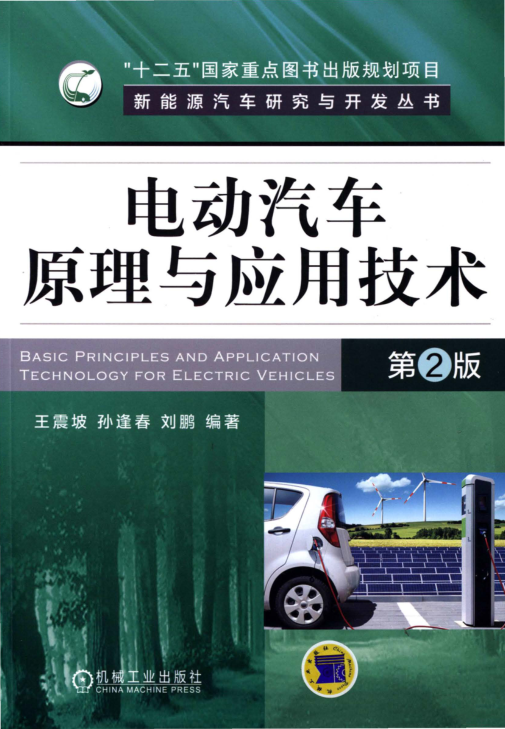 "十二五"国家重点图书出版规划项目
新能源汽车研究与开发丛书
电动汽车
原理与应用技术
BASIC PRINCIPLES AND APPLICATION
TECHNOLOGY FOR ELECTRIC VEHICLES
第2版
王震坡 孙逢春 刘鹏 编著
机械工业出版社
CHINA MACHINE PRESS